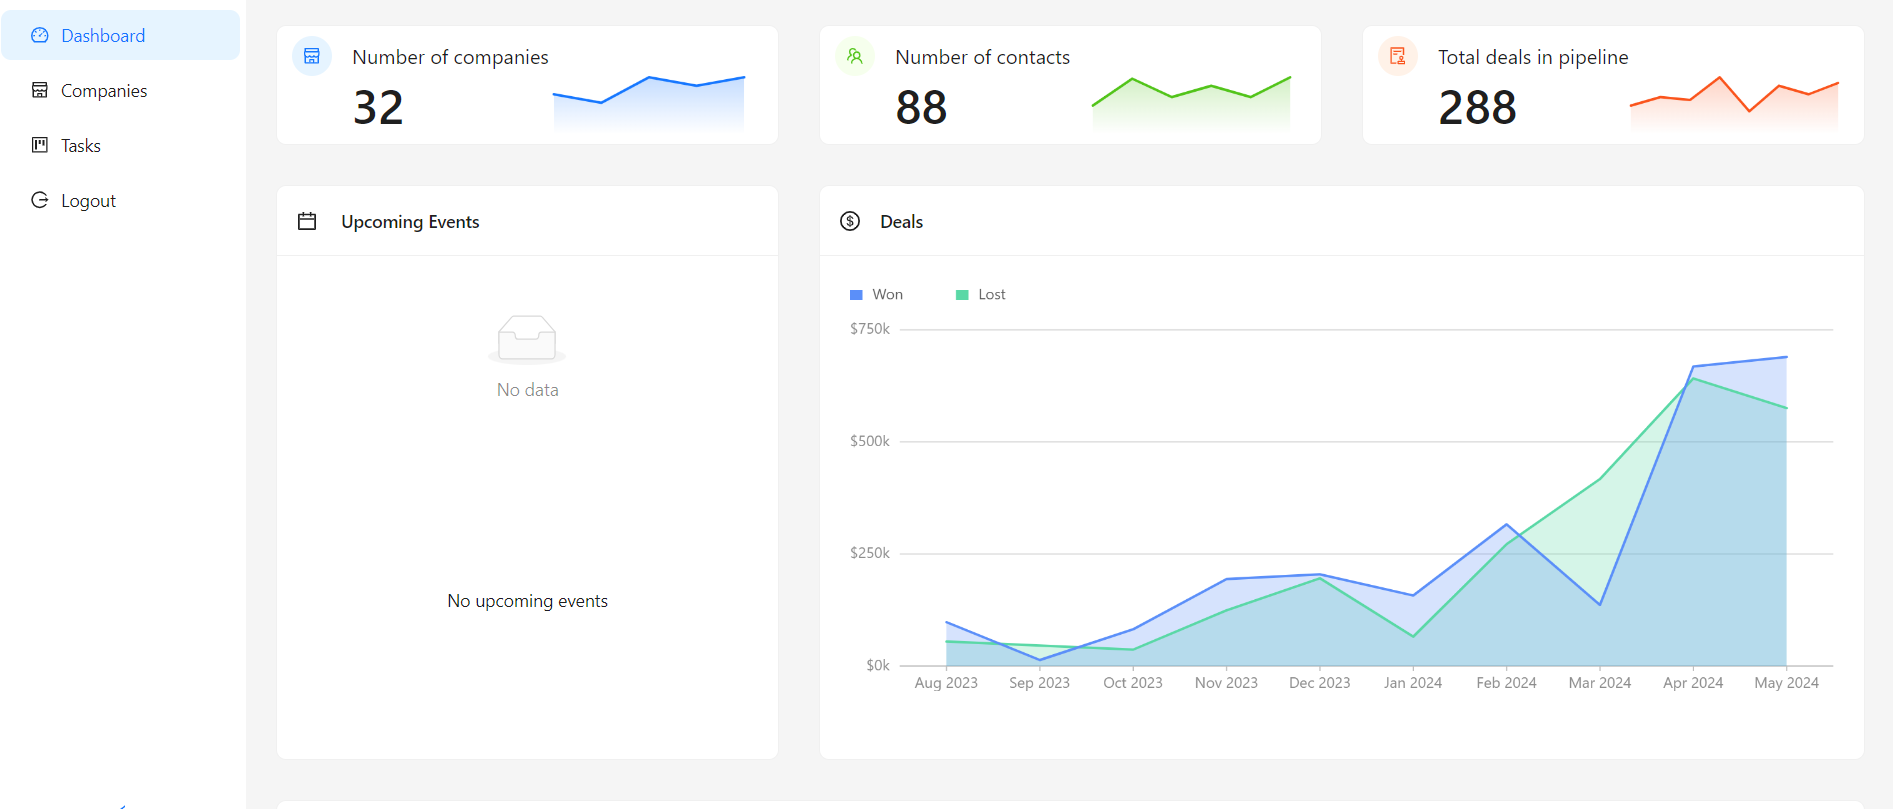 Dashboard
Companies
Tasks
Logout
Number of companies
32
Number of contacts
88
Total deals in pipeline
288
Upcoming Events
No data
No upcoming events
Deals
Won Lost
$750k
$500k
$250k
$0k
Aug 2023 Sep 2023 Oct 2023 Nov 2023 Dec 2023 Jan 2024 Feb 2024 Mar 2024 Apr 2024 May 2024